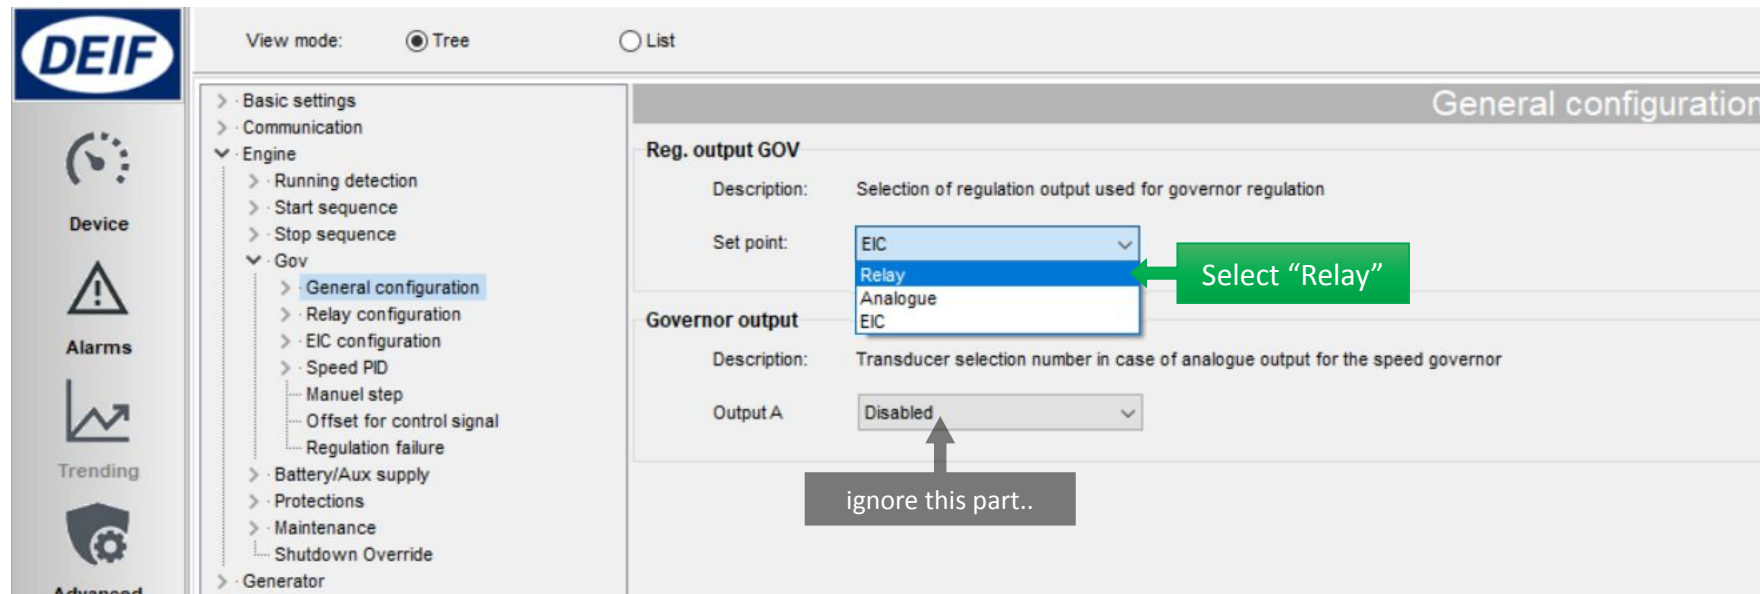 DEIF
View mode:
Tree
List
Device
Alarms
Trending
Advanced
Basic settings
Communication
Engine
Running detection
Start sequence
Stop sequence
Gov
General configuration
Relay configuration
EIC configuration
Speed PID
Manuel step
Offset for control signal
Regulation failure
Battery/Aux supply
Protections
Maintenance
Shutdown Override
Generator
General configuration
Reg. output GOV
Description: Selection of regulation output used for governor regulation
Set point: EIC
Relay
Analogue
EIC
Select “Relay”
Governor output
Description: Transducer selection number in case of analogue output for the speed governor
Output A Disabled
ignore this part..